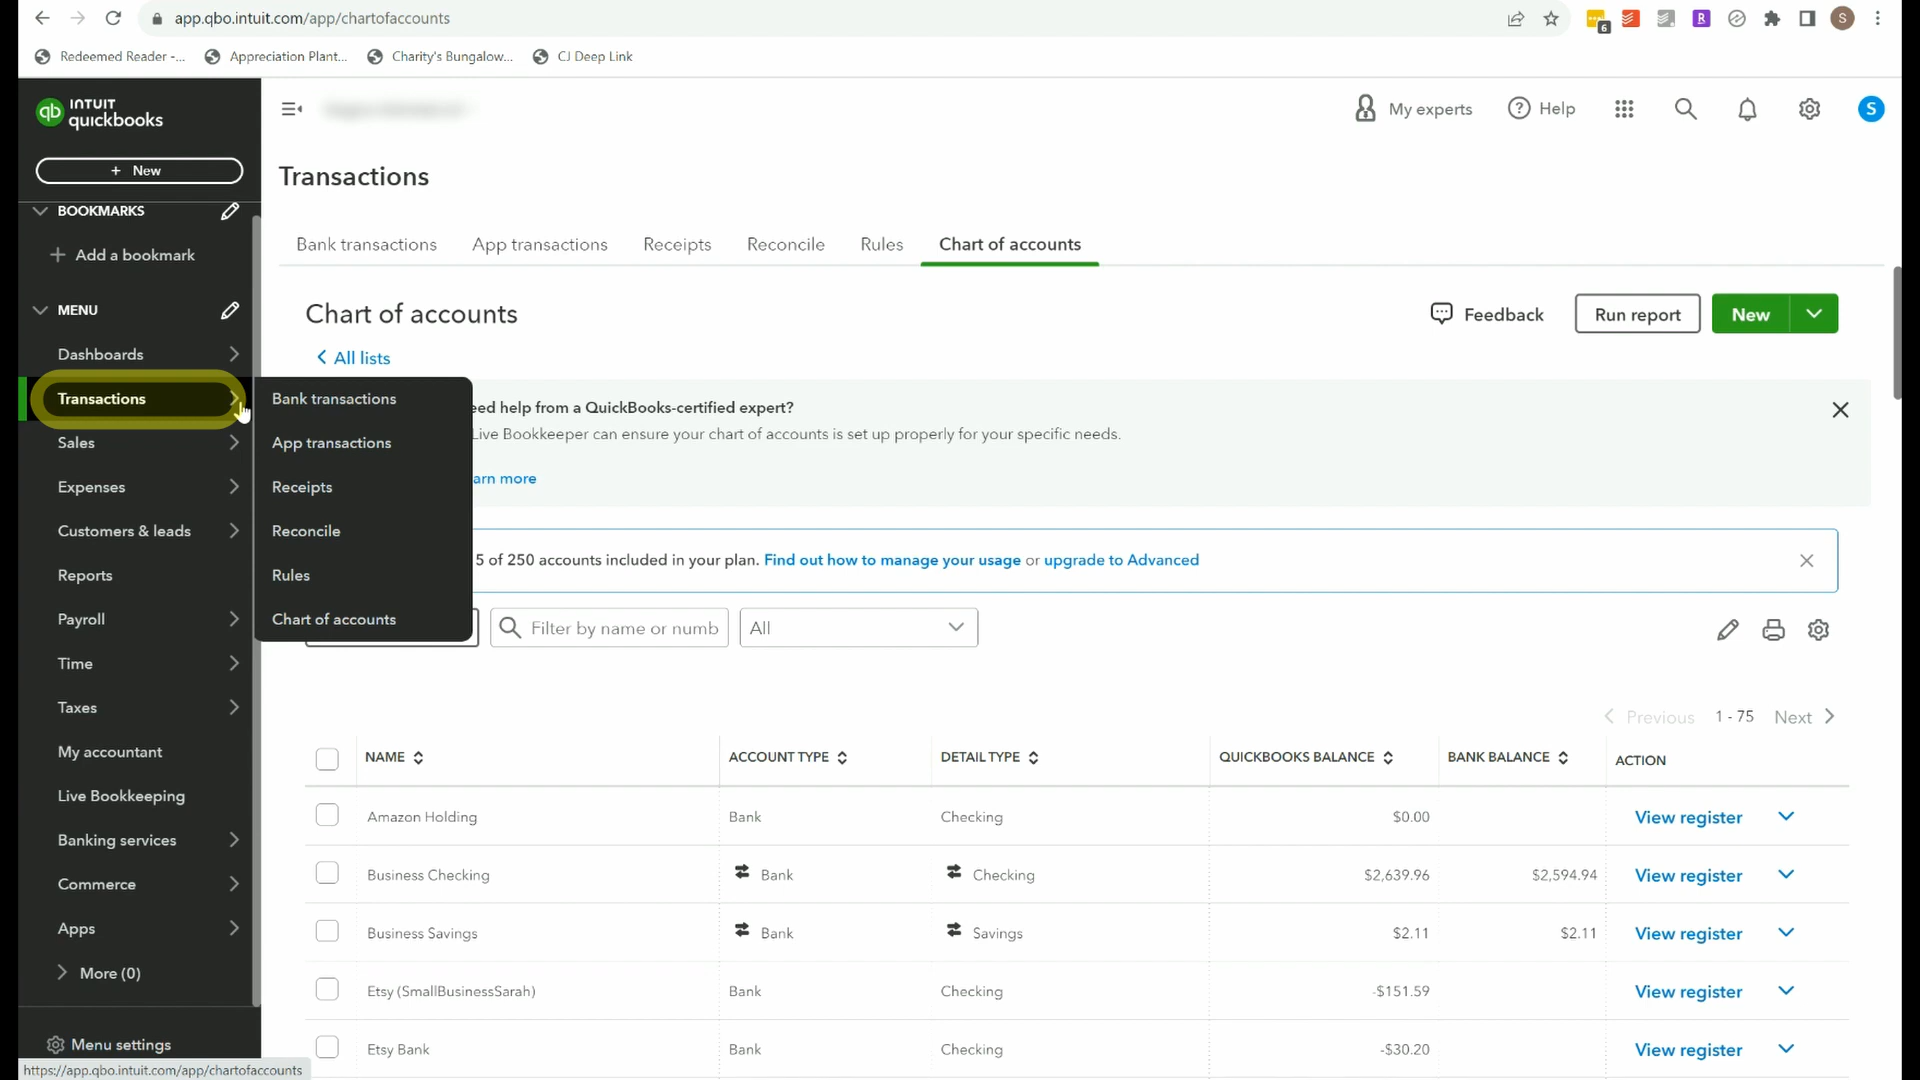 app.qbo.intuit.com/app/chartofaccounts
6
S
Redeemed Reader -...
Appreciation Plant...
Charity's Bungalow...
CJ Deep Link
qb INTUIT
quickbooks
My experts
Help
S
+ New
Transactions
BOOKMARKS
Add a bookmark
Bank transactions
App transactions
Receipts
Reconcile
Rules
Chart of accounts
MENU
Chart of accounts
Feedback
Run report
New
Dashboards
All lists
Transactions
Sales
Expenses
Customers & leads
Reports
Payroll
Time
Taxes
My accountant
Live Bookkeeping
Banking services
Commerce
Apps
More (0)
Menu settings
https://app.qbo.intuit.com/app/chartofaccounts
Bank transactions
App transactions
Receipts
Reconcile
Rules
Chart of accounts
eed help from a QuickBooks-certified expert?
Live Bookkeeper can ensure your chart of accounts is set up properly for your specific needs.
arn more
5 of 250 accounts included in your plan. Find out how to manage your usage or upgrade to Advanced
Filter by name or numb
All
Previous 1 - 75 Next
NAME ACCOUNT TYPE DETAIL TYPE QUICKBOOKS BALANCE BANK BALANCE ACTION
Amazon Holding Bank Checking $0.00 View register
Business Checking Bank Checking $2,639.96 $2,594.94 View register
Business Savings Bank Savings $2.11 $2.11 View register
Etsy (SmallBusinessSarah) Bank Checking -$151.59 View register
Etsy Bank Bank Checking -$30.20 View register